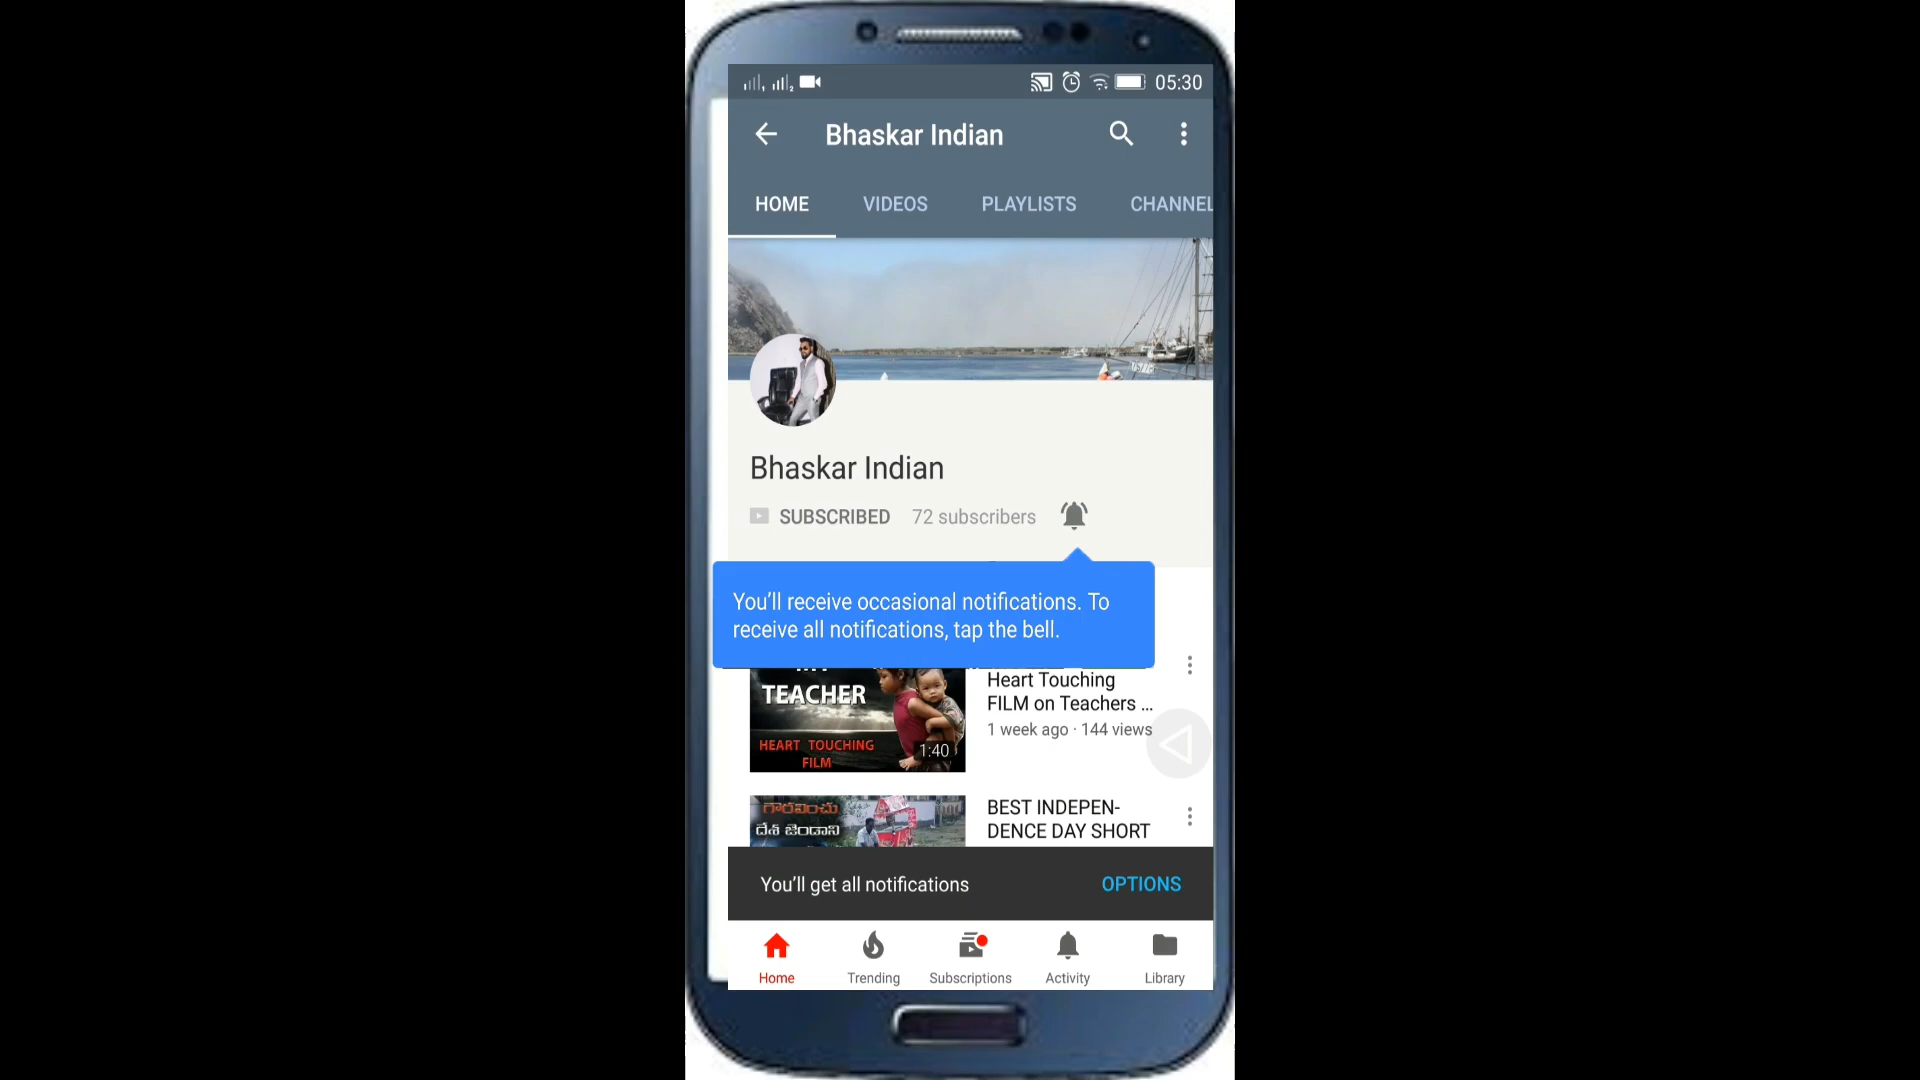 05:30
Bhaskar Indian
HOME VIDEOS PLAYLISTS CHANNEL
Bhaskar Indian
SUBSCRIBED 72 subscribers
You'll receive occasional notifications. To
receive all notifications, tap the bell.
TEACHER
HEART TOUCHING
FILM
1:40
Heart Touching
FILM on Teachers ...
1 week ago · 144 views
గౌరవించు
దేశ జెండాని
BEST INDEPEN-
DENCE DAY SHORT
You'll get all notifications OPTIONS
Home Trending Subscriptions Activity Library